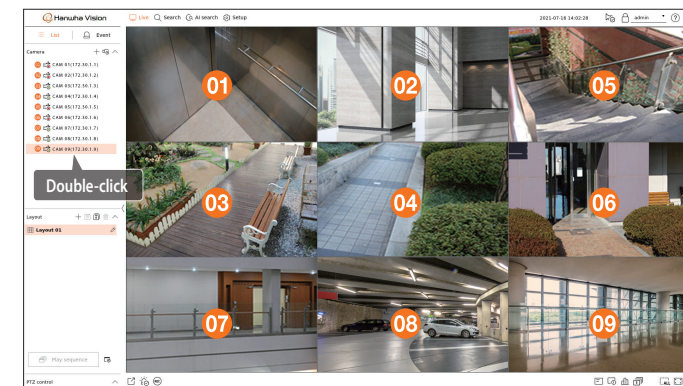 Hanwha Vision
Live
Search
AI search
Setup
2021-07-16 14:02:28
admin
List
Event
Camera
CAM 01(172.30.1.1)
CAM 02(172.30.1.2)
CAM 03(172.30.1.3)
CAM 04(172.30.1.4)
CAM 05(172.30.1.5)
CAM 06(172.30.1.6)
CAM 07(172.30.1.7)
CAM 08(172.30.1.8)
CAM 09(172.30.1.9)
Double-click
Layout
Layout 01
Play sequence
PTZ control
01
02
05
03
04
06
07
08
09